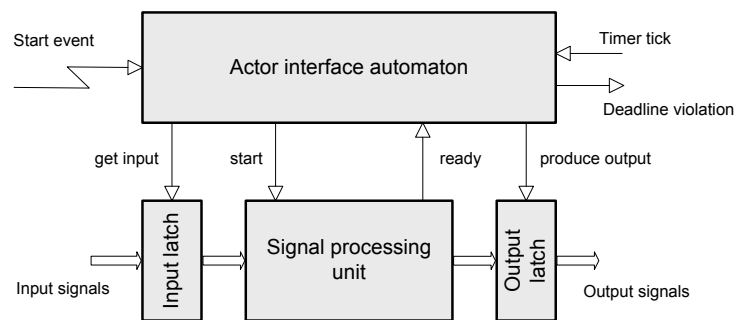 Start event
Actor interface automaton
Timer tick
Deadline violation
get input
start
ready
produce output
Input latch
Signal processing
unit
Output
latch
Input signals
Output signals